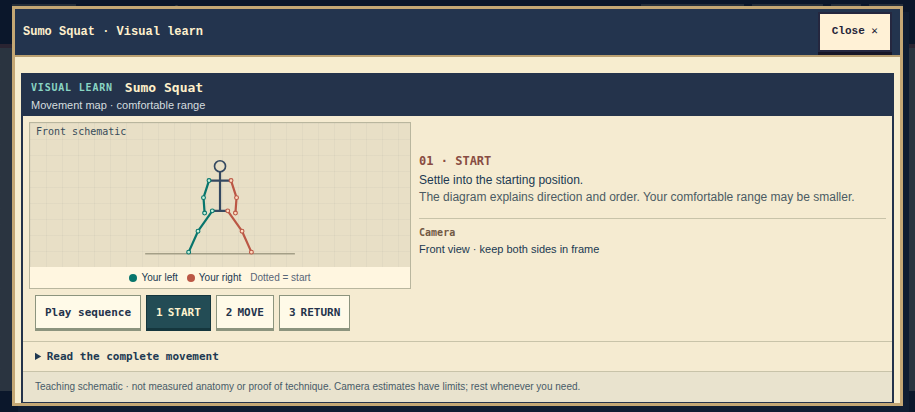 Sumo Squat · Visual learn
Close ×
VISUAL LEARN Sumo Squat
Movement map · comfortable range
Front schematic
Your left Your right Dotted = start
01 · START
Settle into the starting position.
The diagram explains direction and order. Your comfortable range may be smaller.
Camera
Front view · keep both sides in frame
Play sequence 1 START 2 MOVE 3 RETURN
Read the complete movement
Teaching schematic · not measured anatomy or proof of technique. Camera estimates have limits; rest whenever you need.